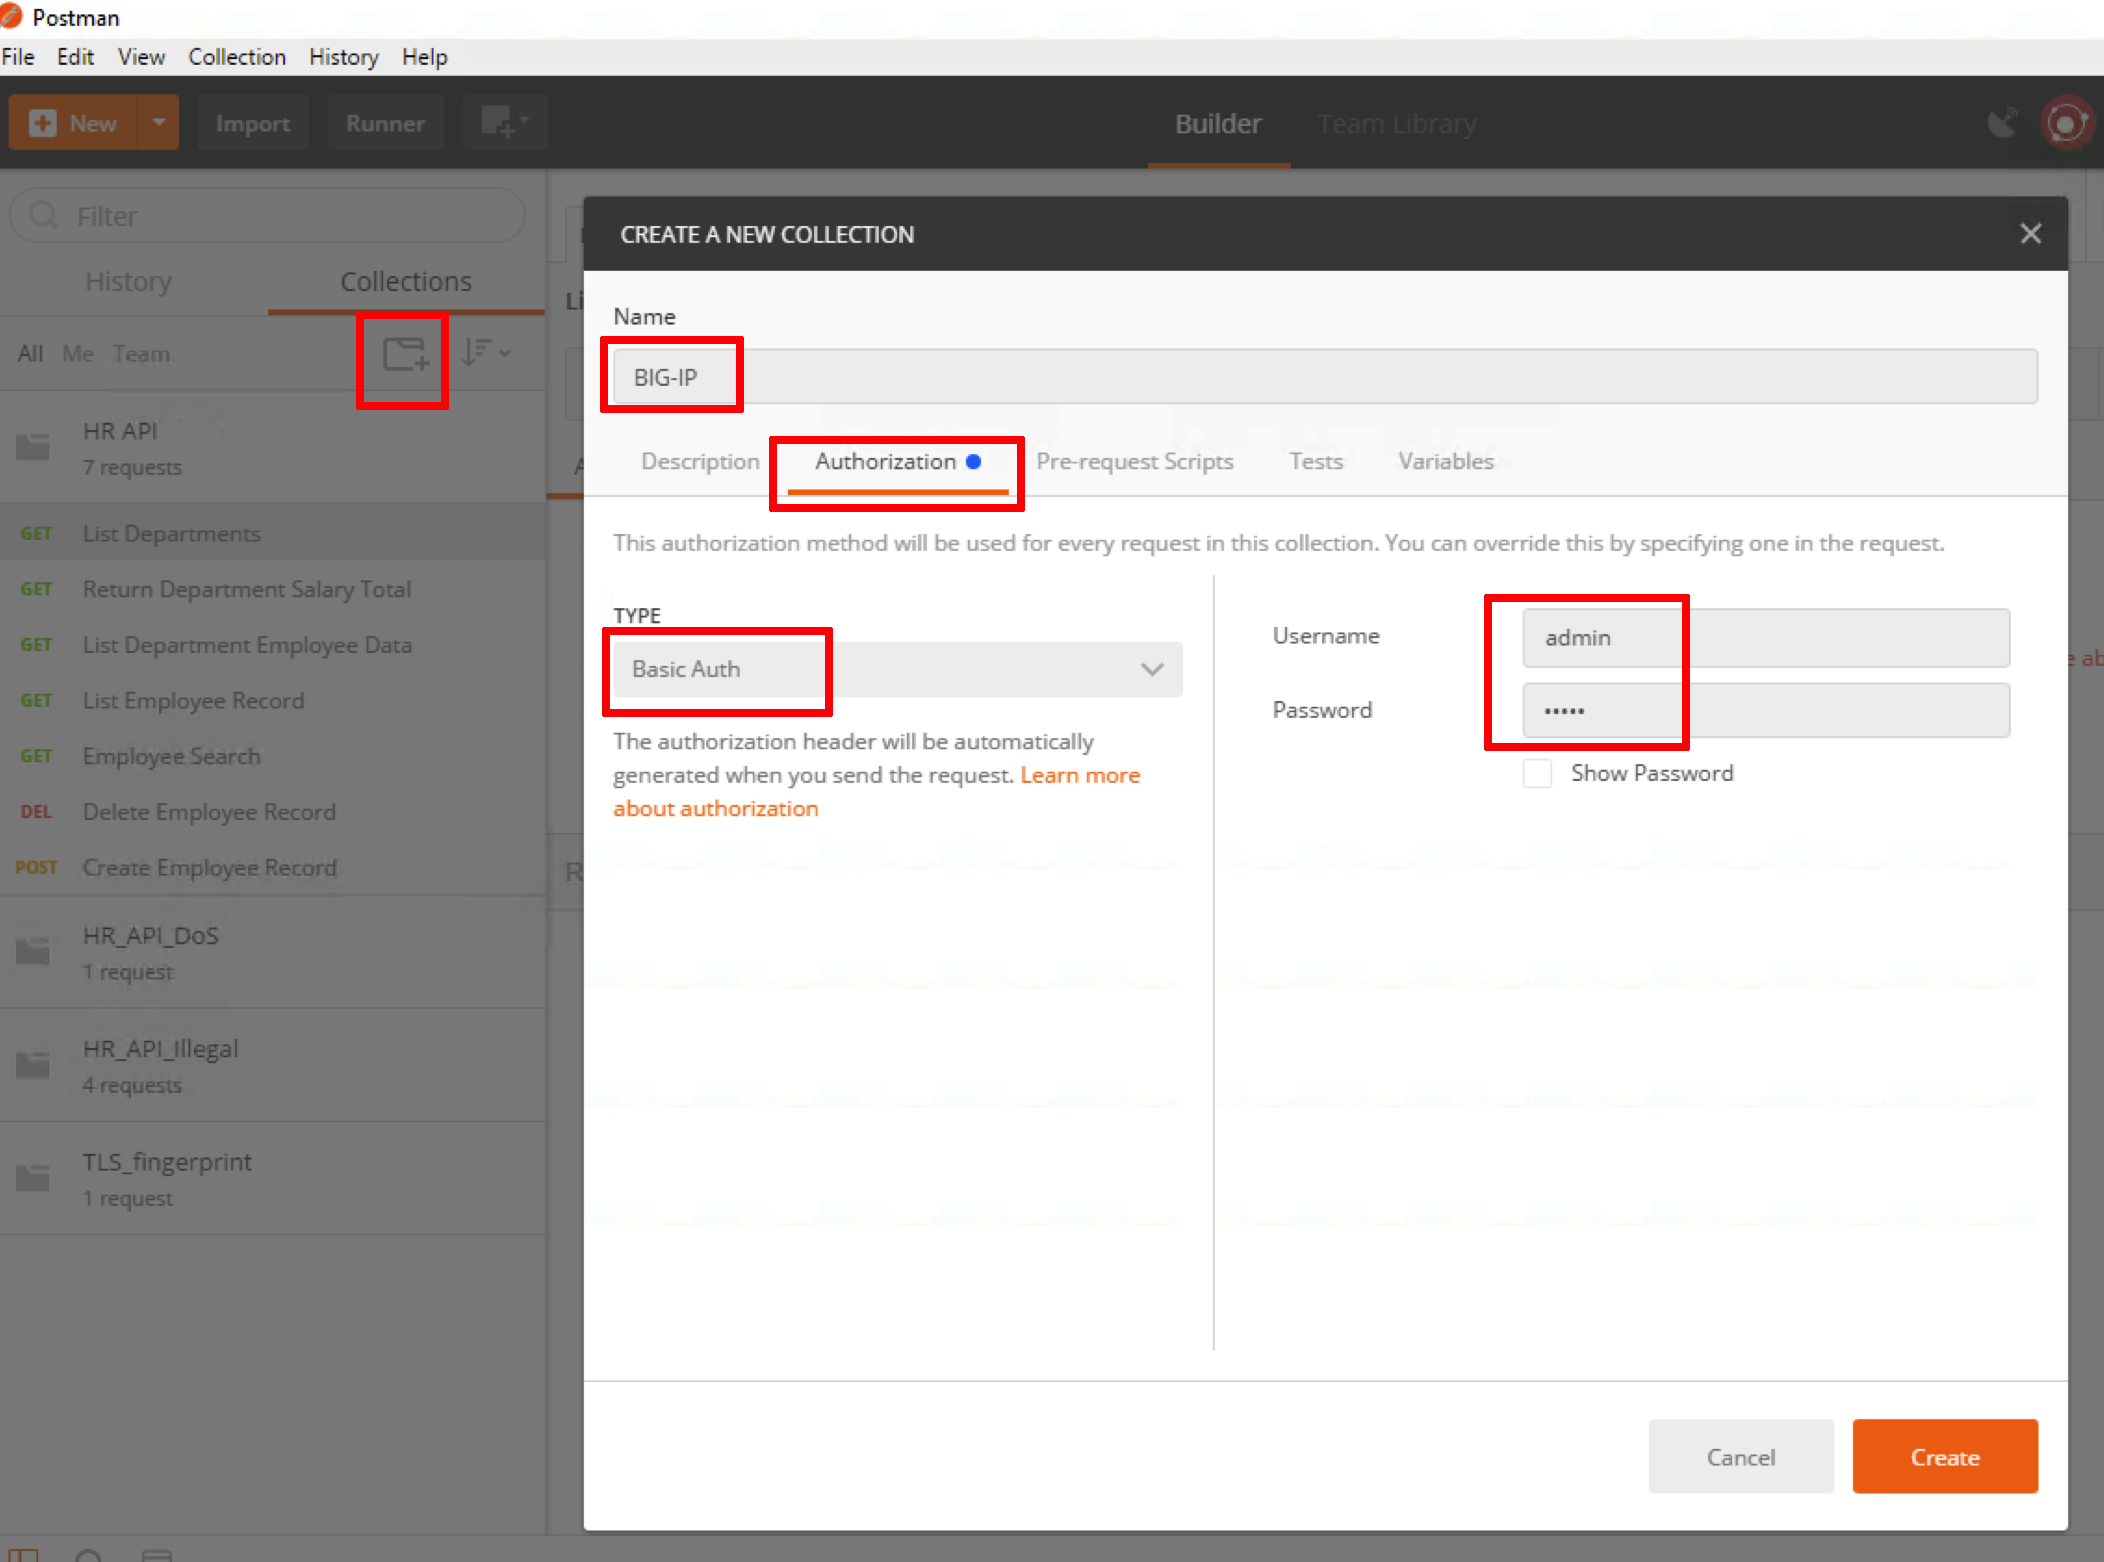 Postman
File Edit View Collection History Help
New Import Runner Builder Team Library
Filter
History Collections
All Me Team
HR API
7 requests
GET List Departments
GET Return Department Salary Total
GET List Department Employee Data
GET List Employee Record
GET Employee Search
DEL Delete Employee Record
POST Create Employee Record
HR_API_DoS
1 request
HR_API_Illegal
4 requests
TLS_fingerprint
1 request
CREATE A NEW COLLECTION
Name
BIG-IP
Description Authorization Pre-request Scripts Tests Variables
This authorization method will be used for every request in this collection. You can override this by specifying one in the request.
TYPE
Basic Auth
The authorization header will be automatically
generated when you send the request. Learn more
about authorization
Username admin
Password •••••
Show Password
Cancel Create